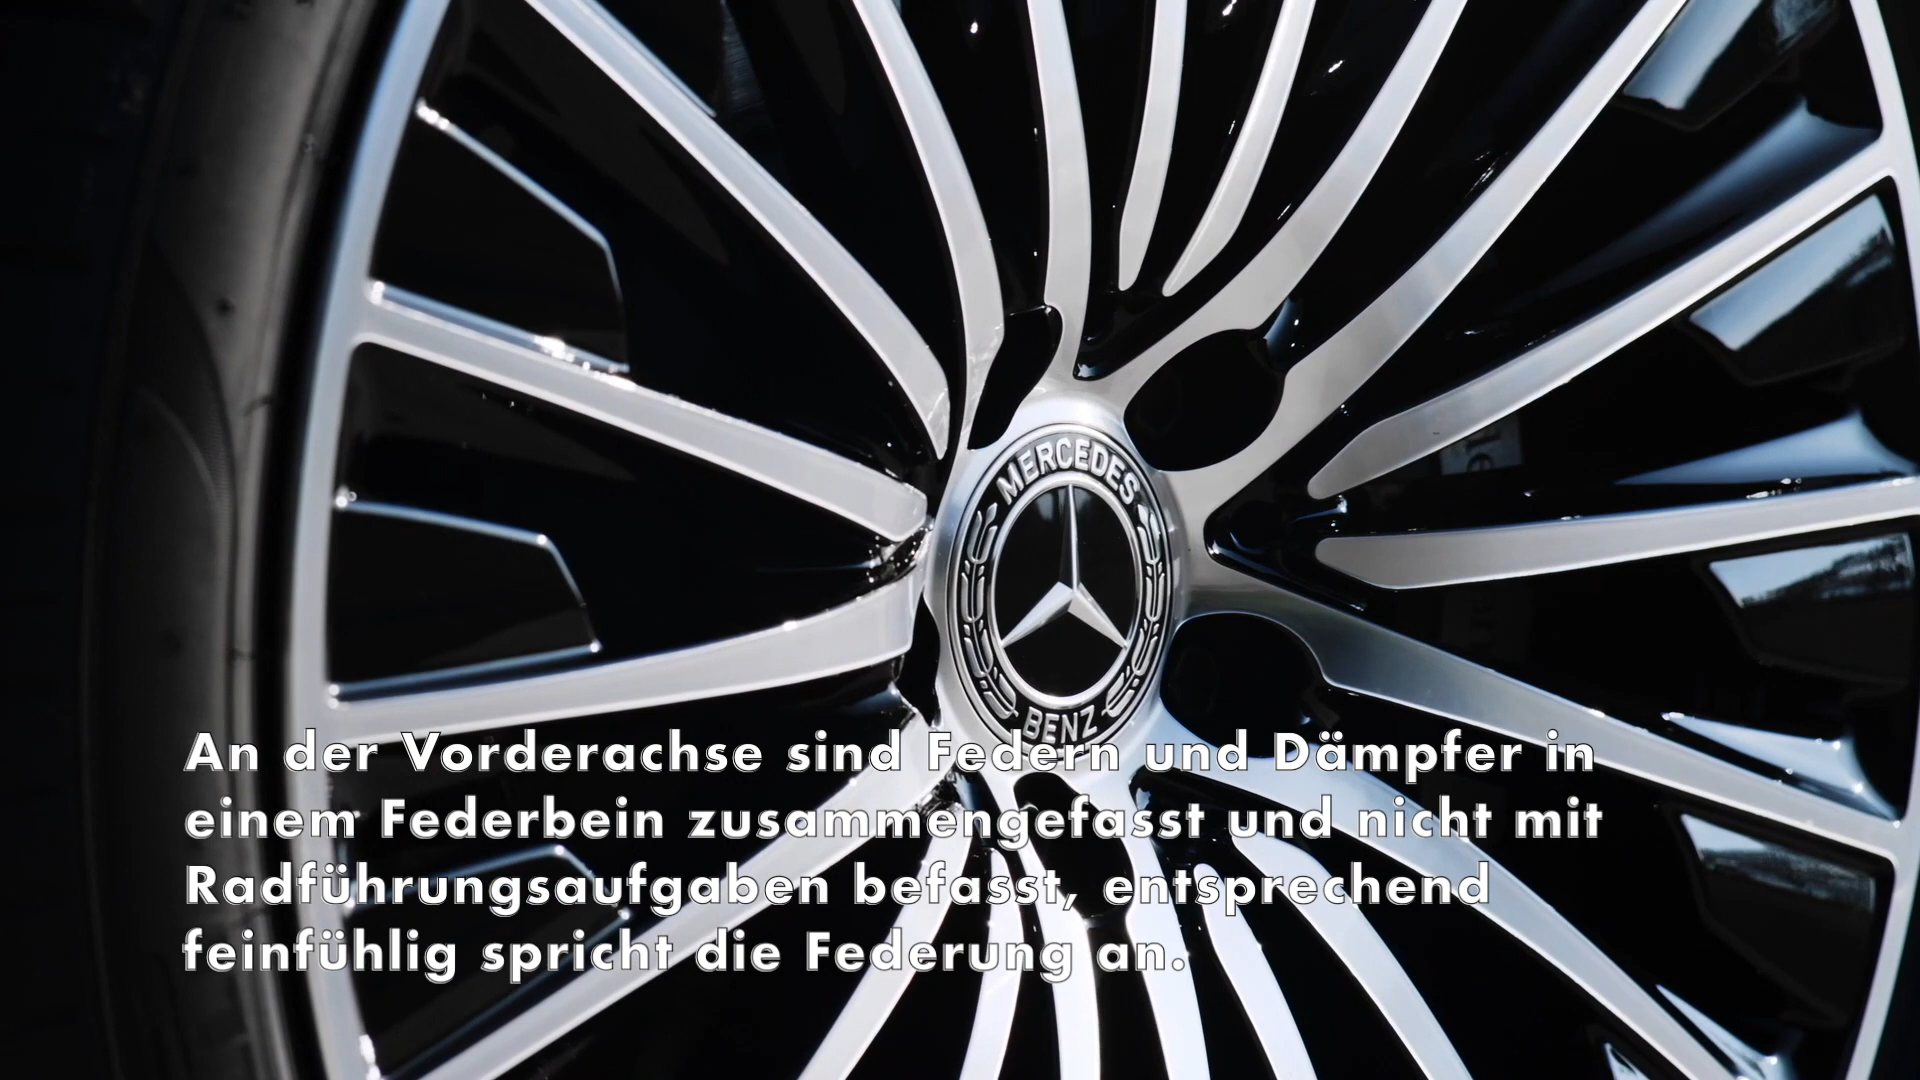 MERCEDES
BENZ
An der Vorderachse sind Federn und Dämpfer in
einem Federbein zusammengefasst und nicht mit
Radführungsaufgaben befasst, entsprechend
feinfühlig spricht die Federung an.